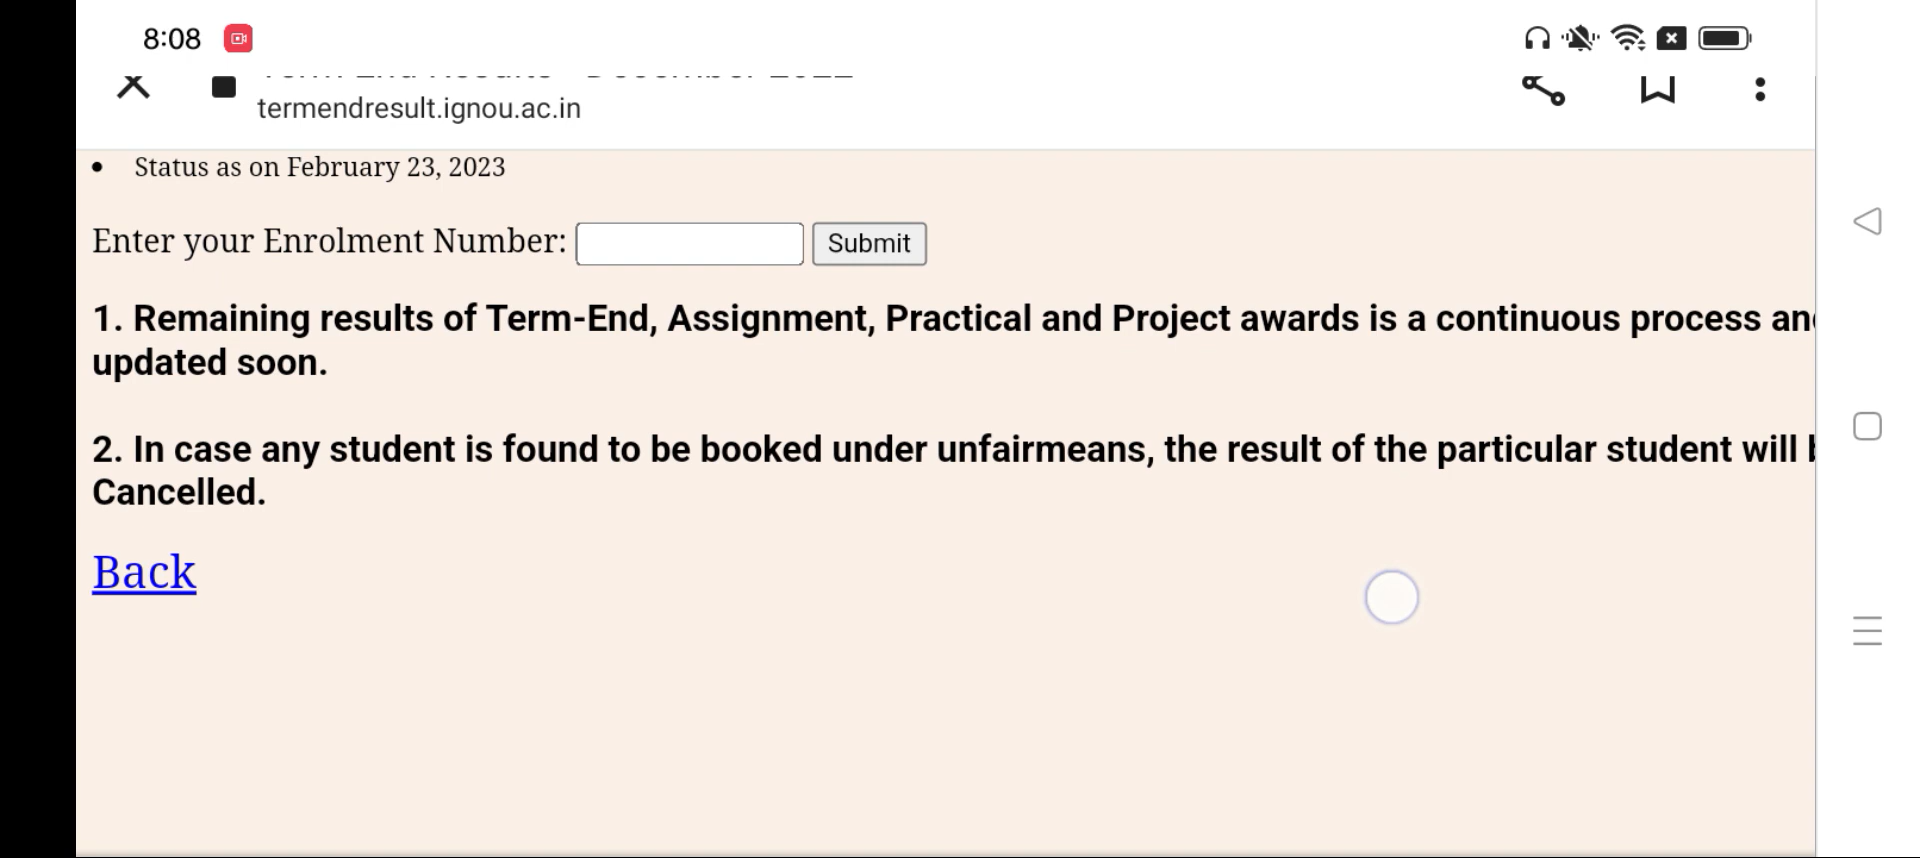 8:08
termendresult.ignou.ac.in
• Status as on February 23, 2023
Enter your Enrolment Number:
Submit
1. Remaining results of Term-End, Assignment, Practical and Project awards is a continuous process
updated soon.
2. In case any student is found to be booked under unfairmeans, the result of the particular student will
Cancelled.
Back